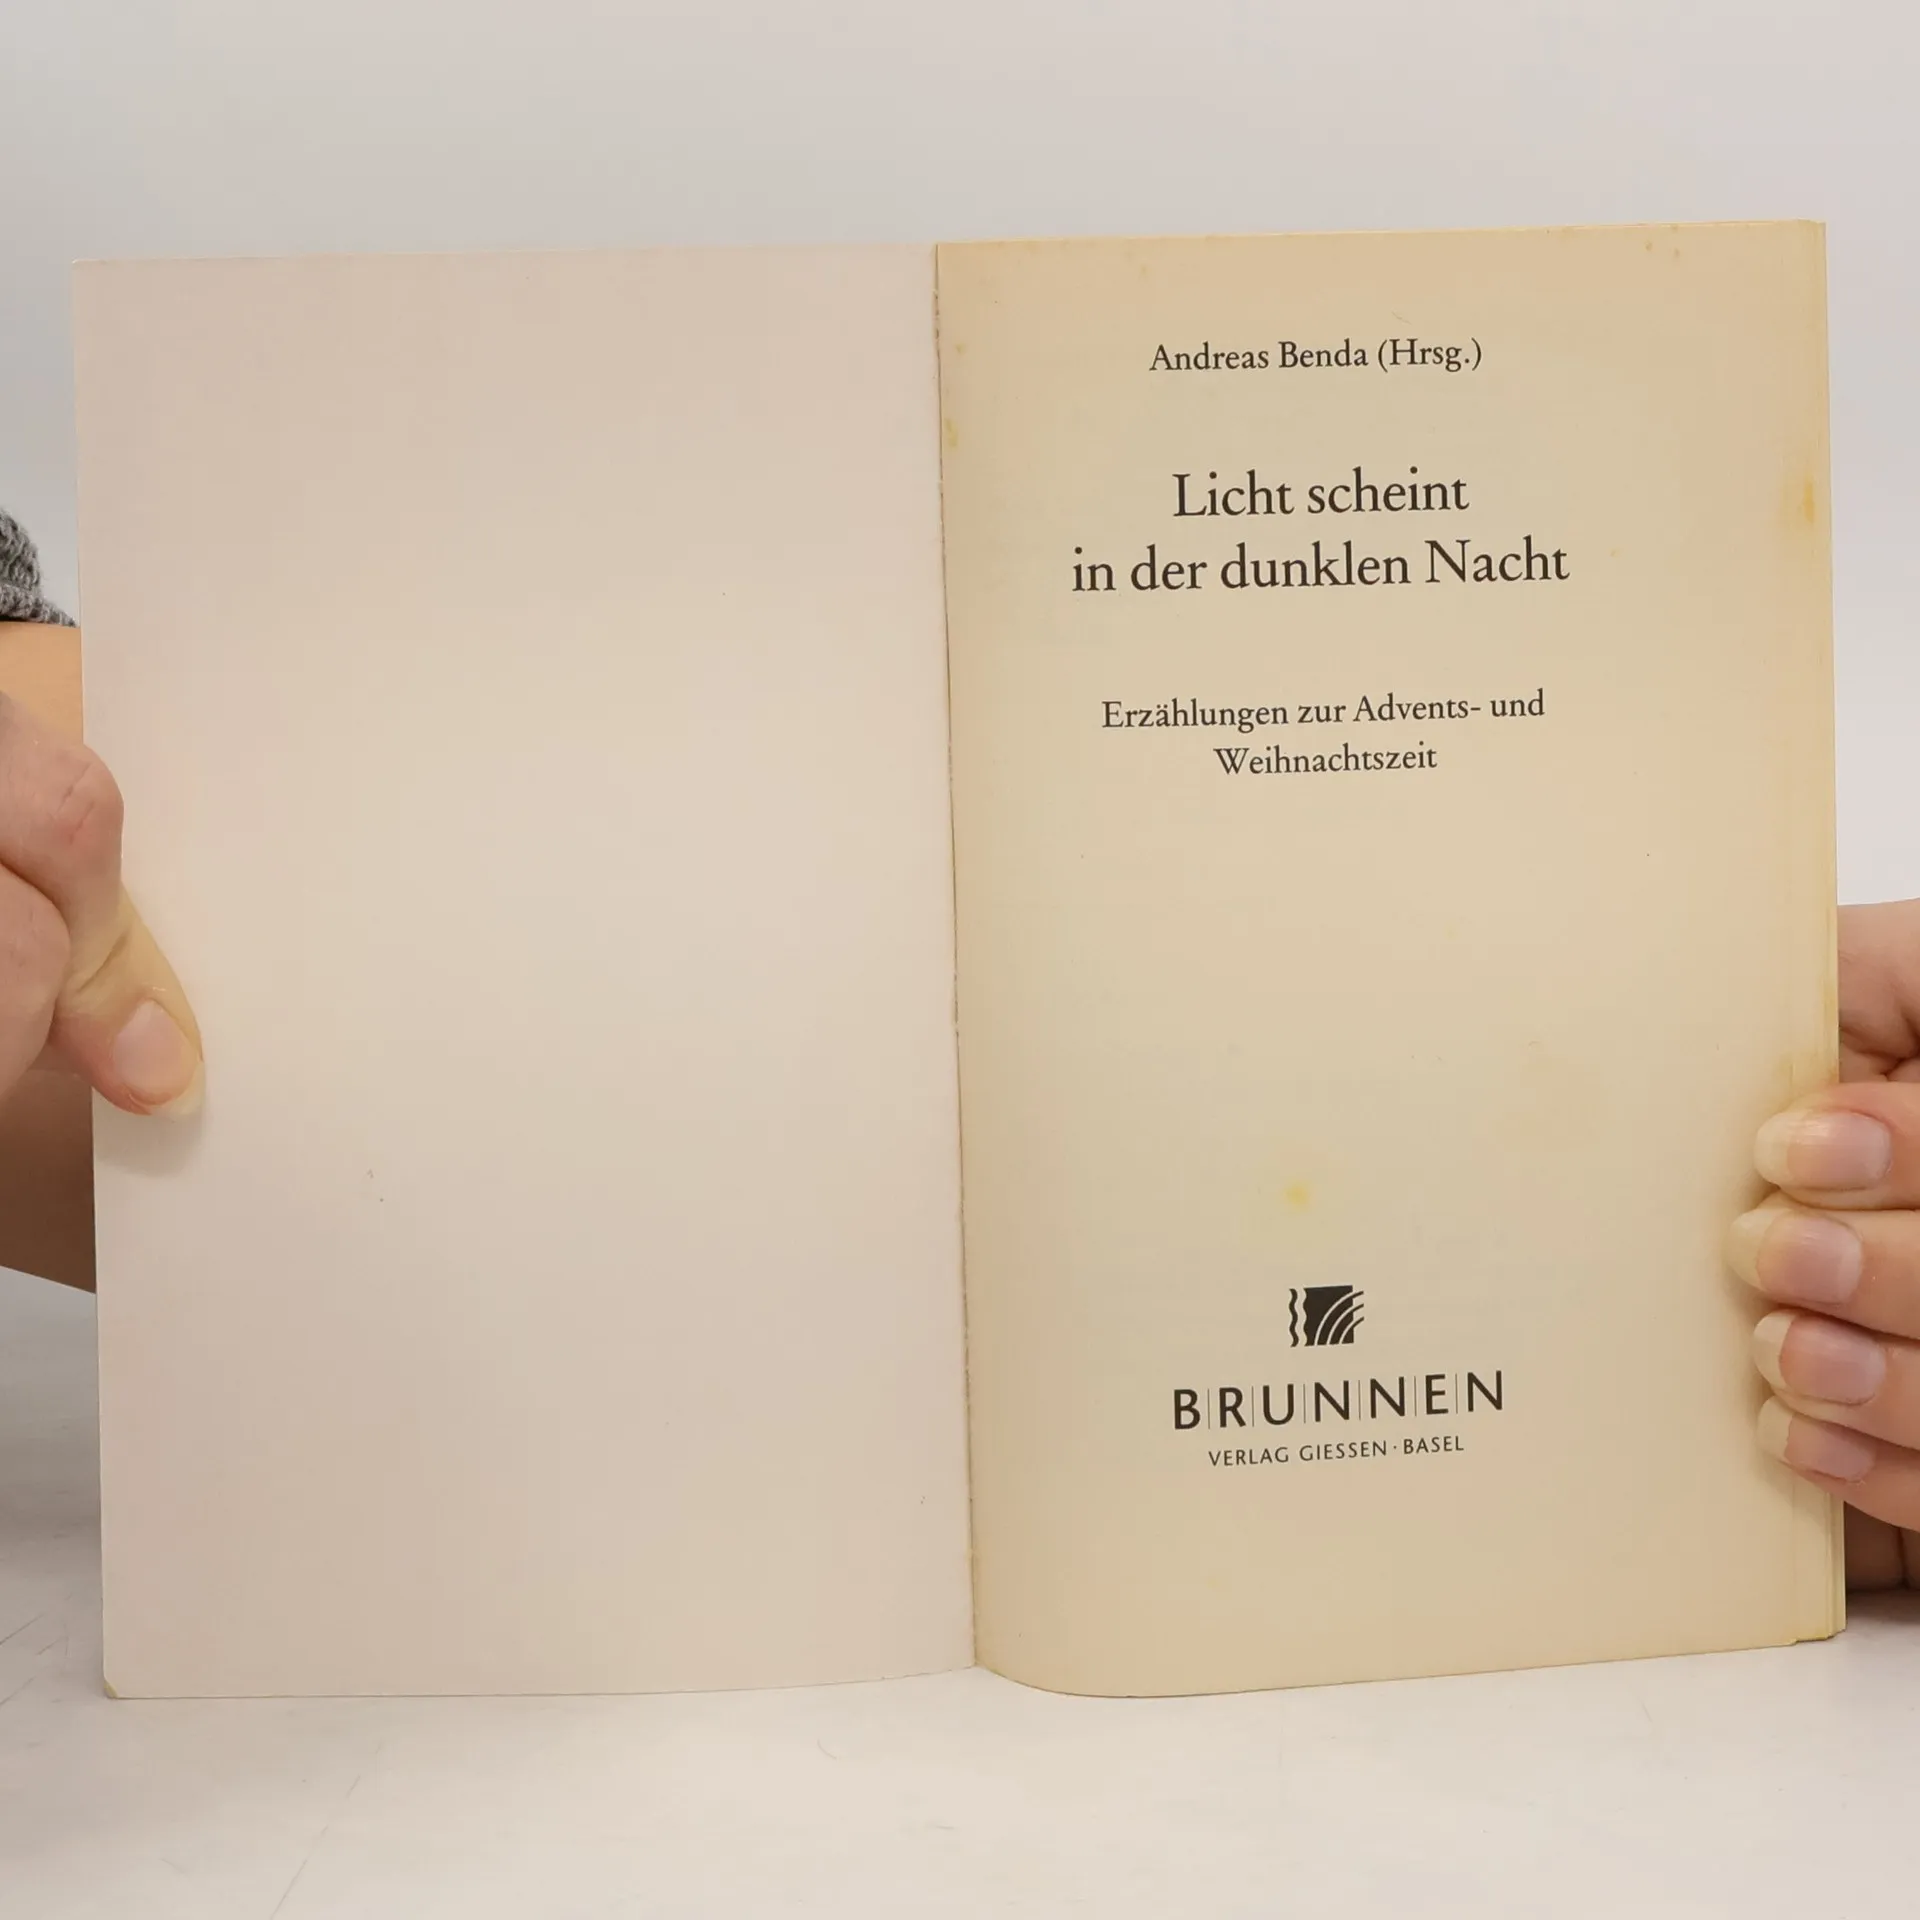 Andreas Benda (Hrsg.)
Licht scheint
in der dunklen Nacht
Erzählungen zur Advents- und
Weihnachtszeit
BRUNNEN
VERLAG GIESSEN · BASEL